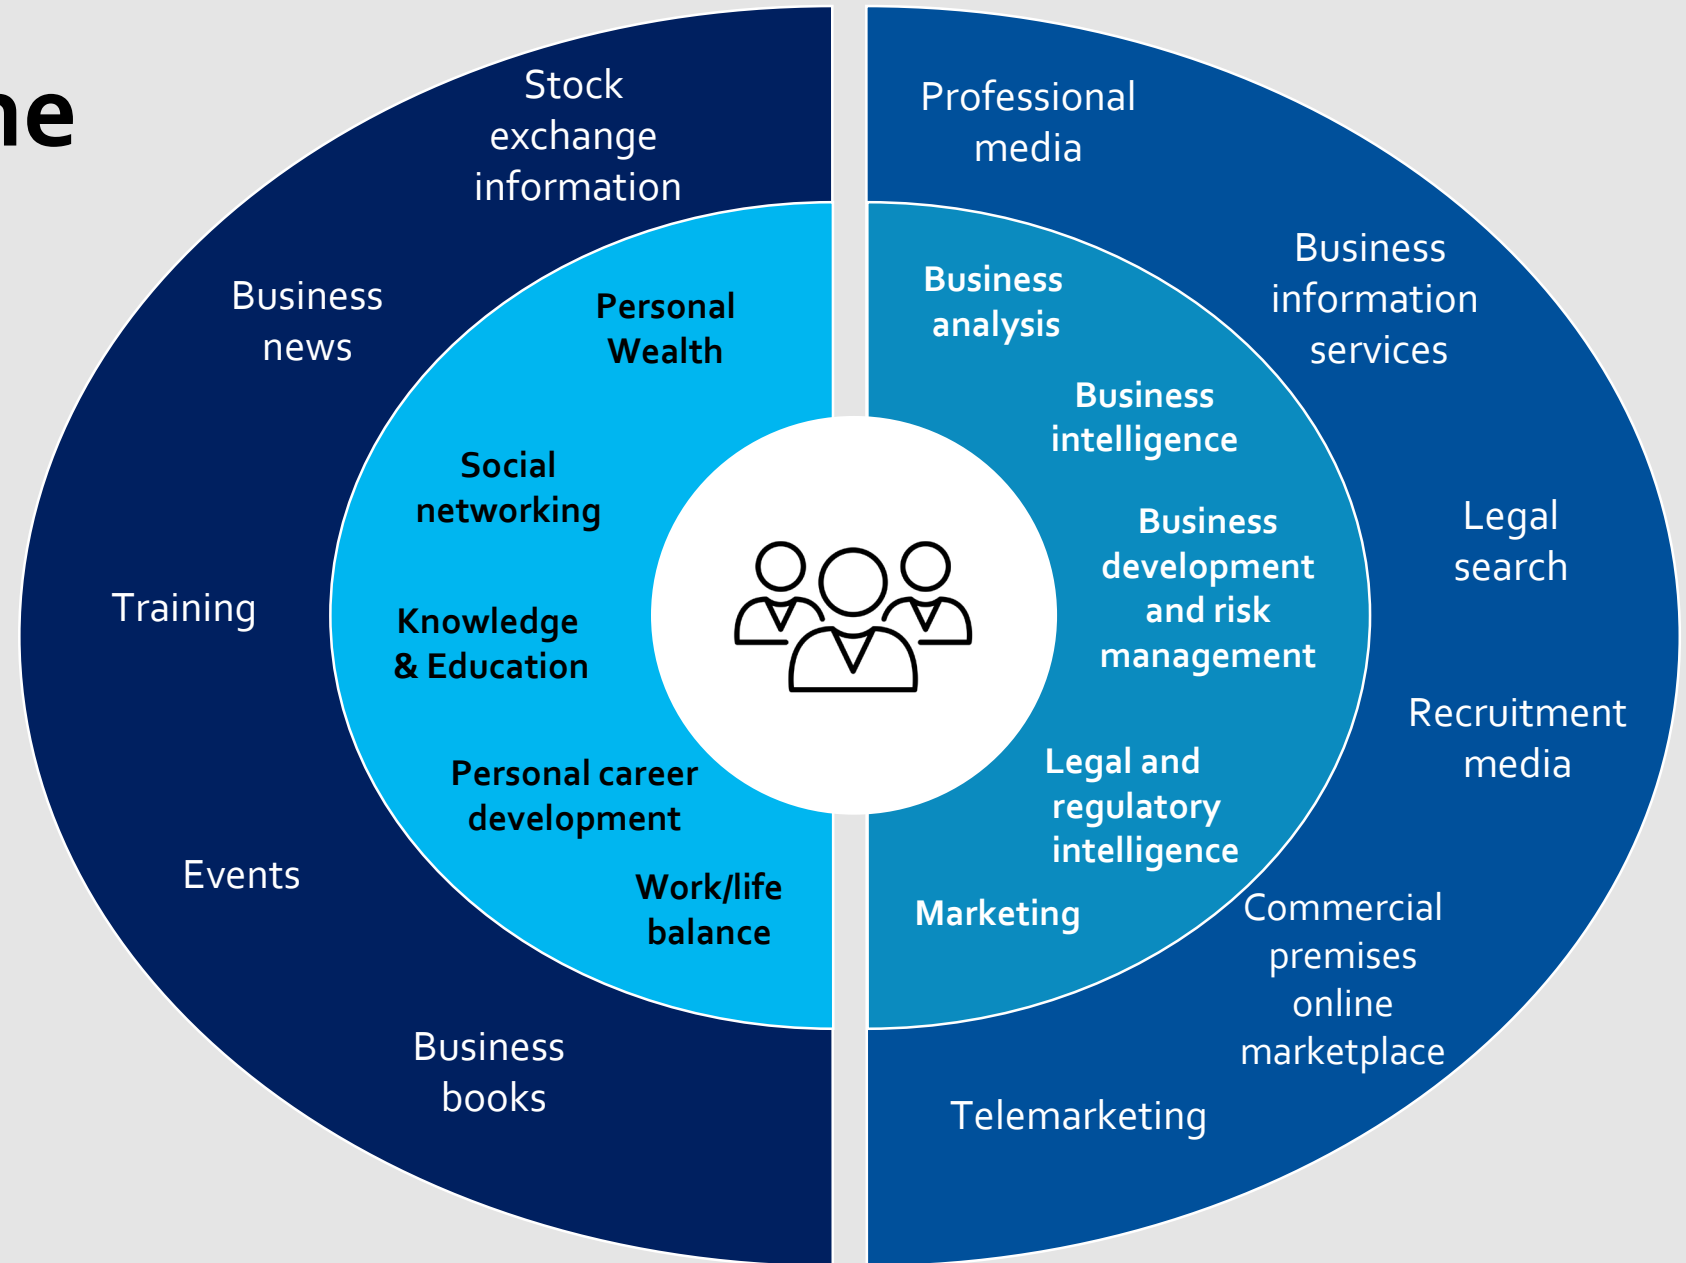 ne
Stock
exchange
information
Business
news
Training
Events
Business
books
Personal
Wealth
Social
networking
Knowledge
& Education
Personal career
development
Work/life
balance
Business
analysis
Business
intelligence
Business
development
and risk
management
Legal and
regulatory
intelligence
Marketing
Professional
media
Business
information
services
Legal
search
Recruitment
media
Commercial
premises
online
marketplace
Telemarketing